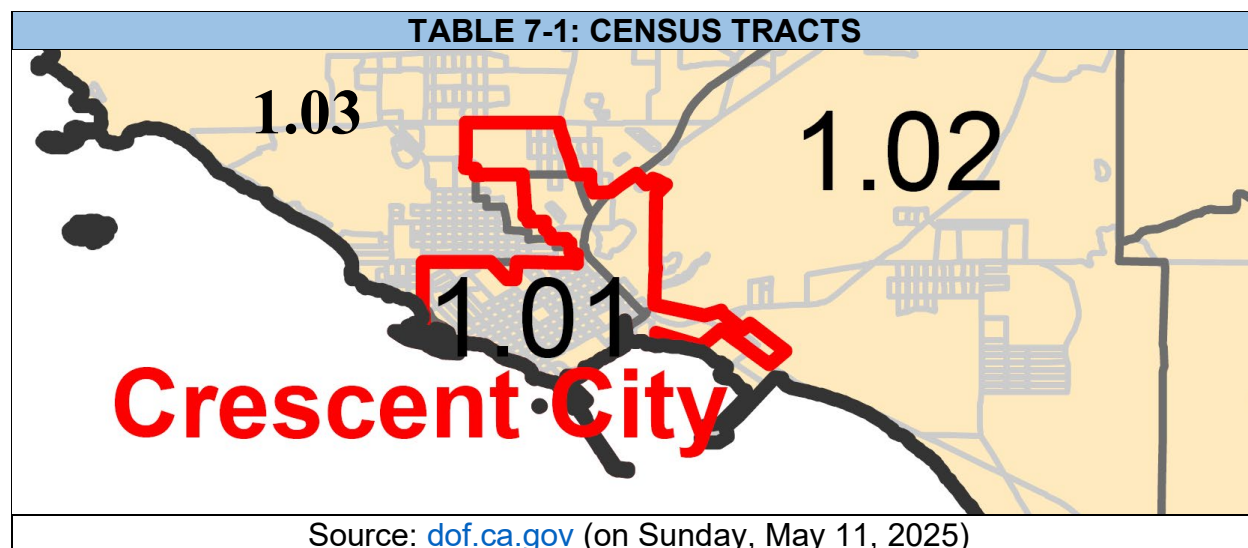 TABLE 7-1: CENSUS TRACTS
1.03
1.02
1.01
Crescent City
Source: dof.ca.gov (on Sunday, May 11, 2025)